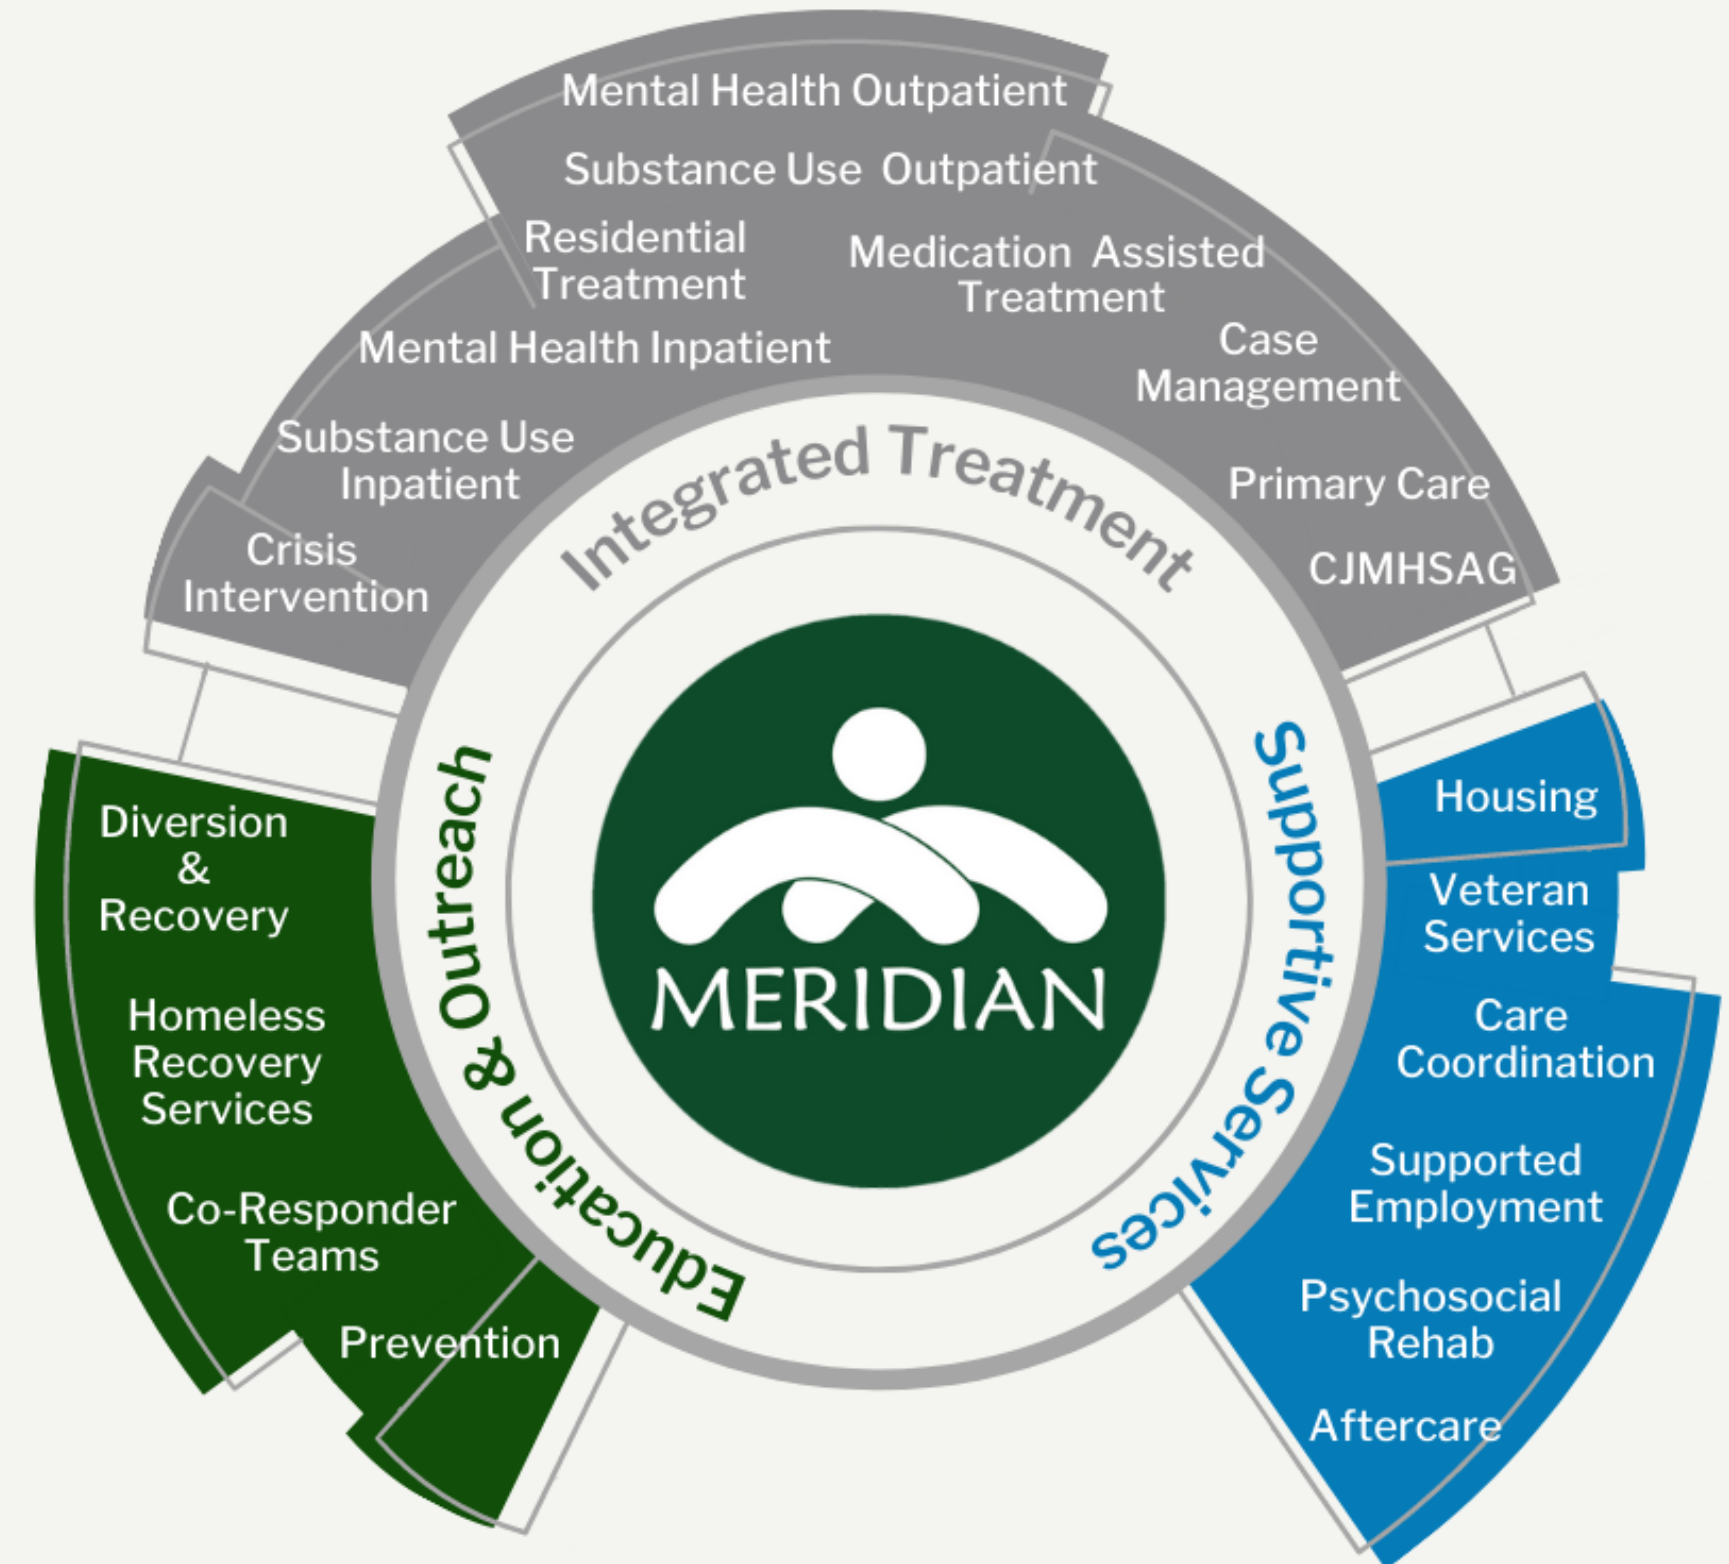 Mental Health Outpatient
Substance Use Outpatient
Residential
Treatment
Medication Assisted
Treatment
Mental Health Inpatient
Case
Management
Substance Use
Inpatient
Primary Care
Crisis
Intervention
CJMHSAG
Integrated Treatment
Housing
Veteran
Services
Care
Coordination
Supported
Employment
Psychosocial
Rehab
Aftercare
Supportive Services
Diversion
&
Recovery
Homeless
Recovery
Services
Co-Responder
Teams
Prevention
Education & Outreach
MERIDIAN